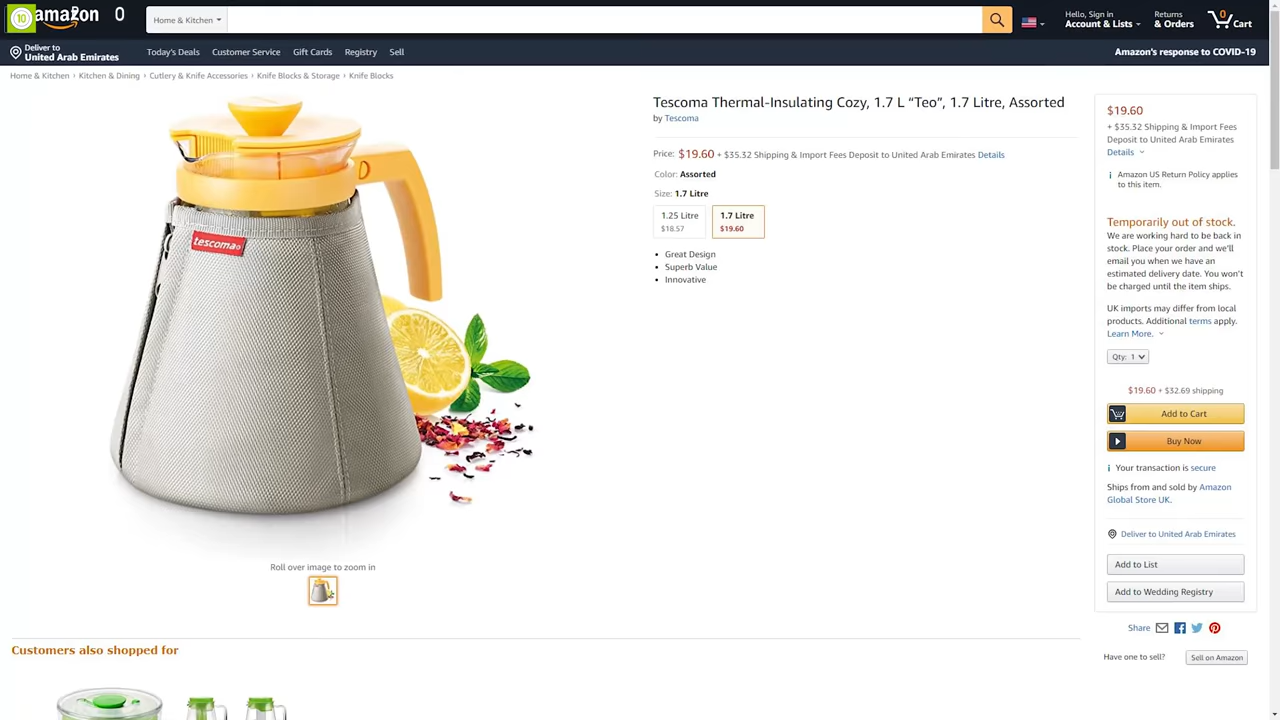 10
amazon
0
Home & Kitchen
Hello, Sign in
Account & Lists
Returns
& Orders
0
Cart
Deliver to
United Arab Emirates
Today's Deals
Customer Service
Gift Cards
Registry
Sell
Amazon's response to COVID-19
Home & Kitchen › Kitchen & Dining › Cutlery & Knife Accessories › Knife Blocks & Storage › Knife Blocks
tescoma
Roll over image to zoom in
Tescoma Thermal-Insulating Cozy, 1.7 L “Teo”, 1.7 Litre, Assorted
by Tescoma
Price: $19.60 + $35.32 Shipping & Import Fees Deposit to United Arab Emirates Details
Color: Assorted
Size: 1.7 Litre
1.25 Litre
$18.57
1.7 Litre
$19.60
• Great Design
• Superb Value
• Innovative
$19.60
+ $35.32 Shipping & Import Fees
Deposit to United Arab Emirates
Details
Amazon US Return Policy applies
to this item.
Temporarily out of stock.
We are working hard to be back in
stock. Place your order and we’ll
email you when we have an
estimated delivery date. You won’t
be charged until the item ships.
UK imports may differ from local
products. Additional terms apply.
Learn More.
Qty: 1
$19.60 + $32.69 shipping
Add to Cart
Buy Now
Your transaction is secure
Ships from and sold by Amazon
Global Store UK.
Deliver to United Arab Emirates
Add to List
Add to Wedding Registry
Share
Have one to sell?
Sell on Amazon
Customers also shopped for